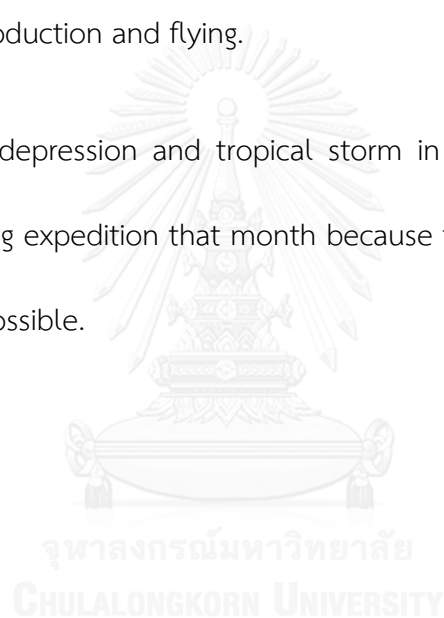 oduction and flying.
depression and tropical storm in
g expedition that month because
ossible.
จุฬาลงกรณ์มหาวิทยาลัย
CHULALONGKORN UNIVERSITY